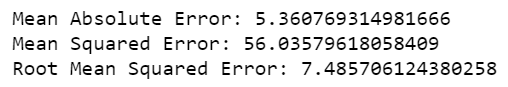 Mean Absolute Error: 5.360769314981666
Mean Squared Error: 56.03579618058409
Root Mean Squared Error: 7.485706124380258